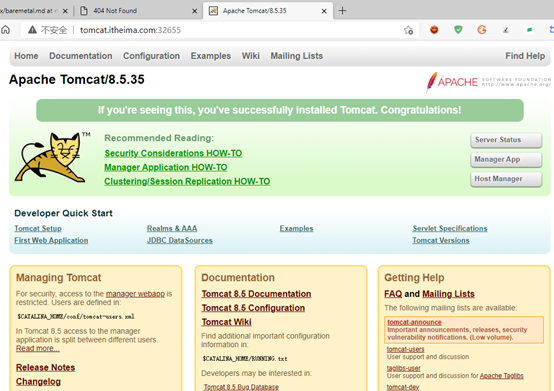 x/baremetal.md at m
404 Not Found
Apache Tomcat/8.5.35
不安全 | tomcat.itheima.com:32655
Home Documentation Configuration Examples Wiki Mailing Lists Find Help
Apache Tomcat/8.5.35
APACHE SOFTWARE FOUNDATION
http://www.apache.org/
If you're seeing this, you've successfully installed Tomcat. Congratulations!
TM
Recommended Reading:
Security Considerations HOW-TO
Manager Application HOW-TO
Clustering/Session Replication HOW-TO
Server Status
Manager App
Host Manager
Developer Quick Start
Tomcat Setup
First Web Application
Realms & AAA
JDBC DataSources
Examples
Servlet Specifications
Tomcat Versions
Managing Tomcat
For security, access to the manager webapp is
restricted. Users are defined in:
$CATALINA_HOME/conf/tomcat-users.xml
In Tomcat 8.5 access to the manager
application is split between different users.
Read more...
Release Notes
Changelog
Documentation
Tomcat 8.5 Documentation
Tomcat 8.5 Configuration
Tomcat Wiki
Find additional important configuration
information in:
$CATALINA_HOME/RUNNING.txt
Developers may be interested in:
Tomcat 8.5 Bug Database
Getting Help
FAQ and Mailing Lists
The following mailing lists are available:
tomcat-announce
Important announcements, releases, security
vulnerability notifications. (Low volume).
tomcat-users
User support and discussion
taglibs-user
User support and discussion for Apache Taglibs
tomcat-dev